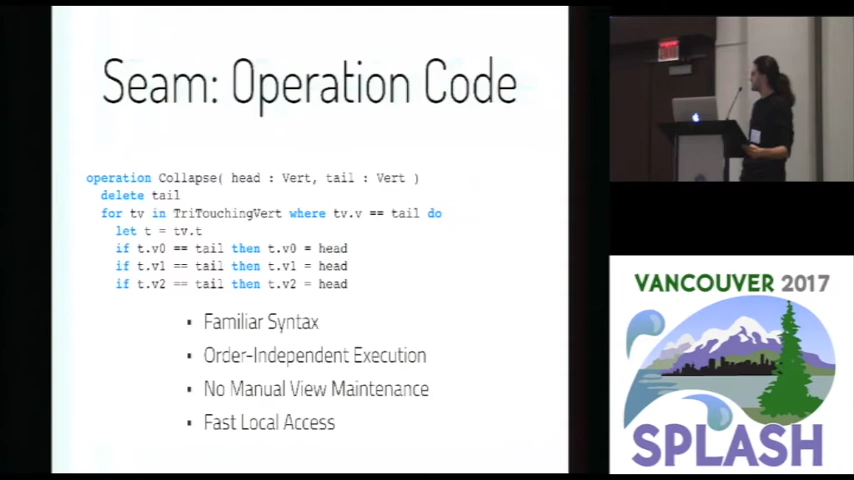 Seam: Operation Code
operation Collapse( head : Vert, tail : Vert )
delete tail
for tv in TriTouchingVert where tv.v == tail do
let t = tv.t
if t.v0 == tail then t.v0 = head
if t.v1 == tail then t.v1 = head
if t.v2 == tail then t.v2 = head
▪ Familiar Syntax
▪ Order-Independent Execution
▪ No Manual View Maintenance
▪ Fast Local Access
VANCOUVER 2017
SPLASH